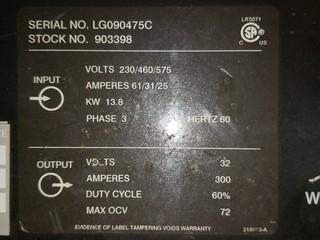 SERIAL NO. LG090475C
STOCK NO. 903398
LR5071
C US
INPUT
VOLTS 230/460/575
AMPERES 61/31/25
KW 13.8
PHASE 3 HERTZ 60
OUTPUT
VOLTS 32
AMPERES 300
DUTY CYCLE 60%
MAX OCV 72
EVIDENCE OF LABEL TAMPERING VOIDS WARRANTY